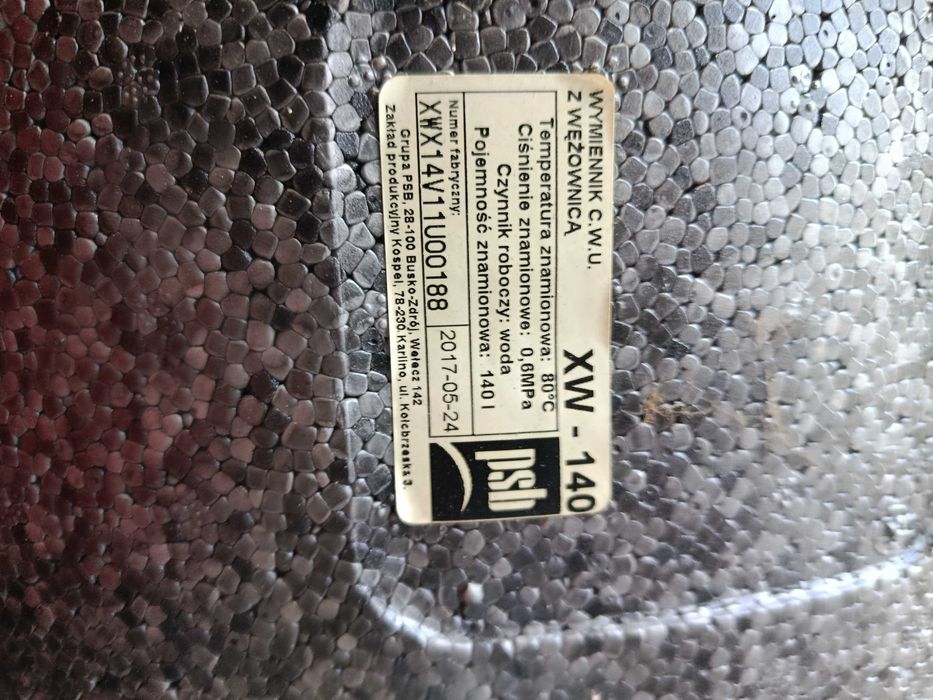 WYMIENNIK C.W.U.
Z WĘŻOWNICĄ
XW - 140
Temperatura znamionowa: 80°C
Ciśnienie znamionowe: 0,6MPa
Czynnik roboczy: woda
Pojemność znamionowa: 140 l
psb
Numer fabryczny:
XWX14V11U00188
2017-05-24
Grupa PSB, 28-100 Busko-Zdrój, Wełecz 142
Zakład produkcyjny Kospel, 78-230 Karlino, ul. Kołobrzeska 3.